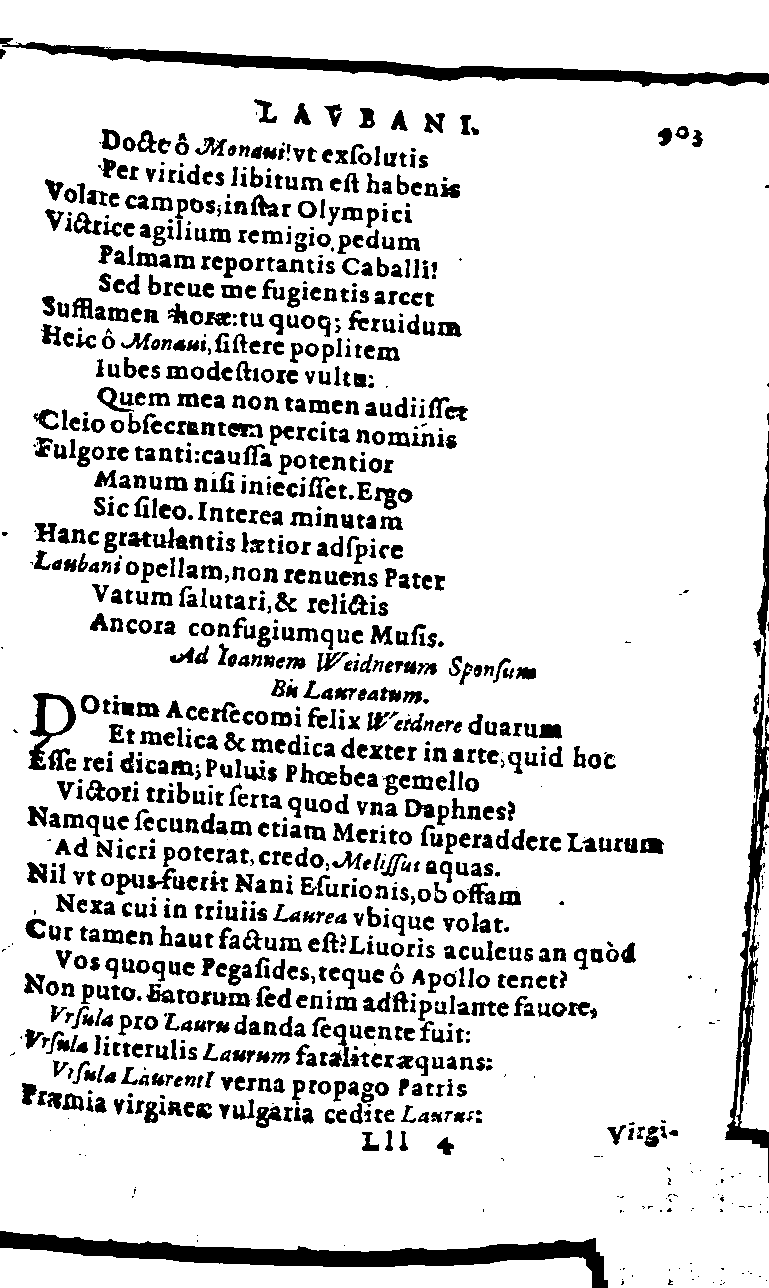 LAVBANI. 903
Docte ô Monaui! vt exſolutis
Per virides libitum eſt habenis
Volare campos; inſtar Olympici
Victrice agilium remigio pedum
Palmam reportantis Caballi!
Sed breue me fugientis arcet
Sufflamen horæ: tu quoq; feruidum
Heic ô Monaui, ſiſtere poplitem
Iubes modeſtiore vultu:
Quem mea non tamen audiiſſet
Cleio obſecrantem percita nominis
Fulgore tanti: cauſſa potentior
Manum niſi inieciſſet. Ergo
Sic ſileo. Interea minutam
Hanc gratulantis lætior adſpice
Laubani opellam, non renuens Pater
Vatum ſalutari, & relictis
Ancora confugiumque Muſis.
Ad Ioannem Weidnerum Sponſum
Bis Laureatum.
DOtium Acerſecomi felix Weidnere duarum
Et melica & medica dexter in arte, quid hoc
Eſſe rei dicam; Puluis Phœbea gemello
Victori tribuit ſerta quod vna Daphnes?
Namque ſecundam etiam Merito ſuperaddere Laurum
Ad Nicri poterat, credo, Meliſſus aquas.
Nil vt opus fuerit Nani Eſurionis, ob offam
Nexa cui in triuiis Laurea vbique volat.
Cur tamen haut factum eſt? Liuoris aculeus an quòd
Vos quoque Pegaſides, teque ô Apollo tenet?
Non puto. Fatorum ſed enim adſtipulante fauore,
Vrſula pro Lauru danda ſequente fuit:
Vrſula litterulis Laurum fataliter æquans:
Vrſula Laurentl verna propago Patris
Præmia virgineæ vulgaria cedite Laurus:
Lll 4 Virgi-